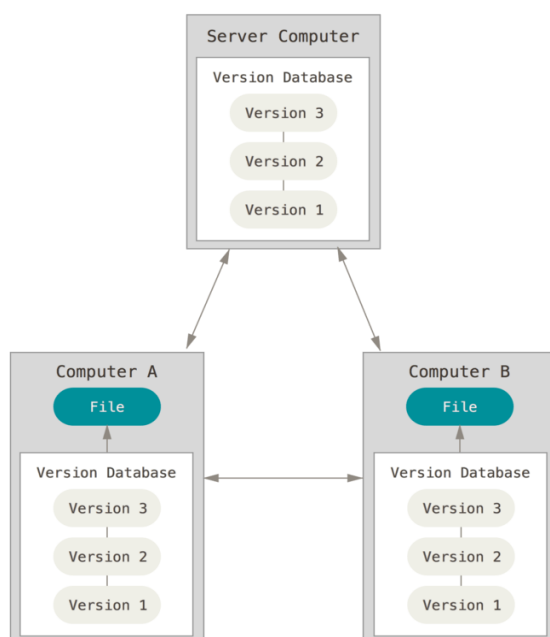 Server Computer
Version Database
Version 3
Version 2
Version 1
Computer A
File
Version Database
Version 3
Version 2
Version 1
Computer B
File
Version Database
Version 3
Version 2
Version 1